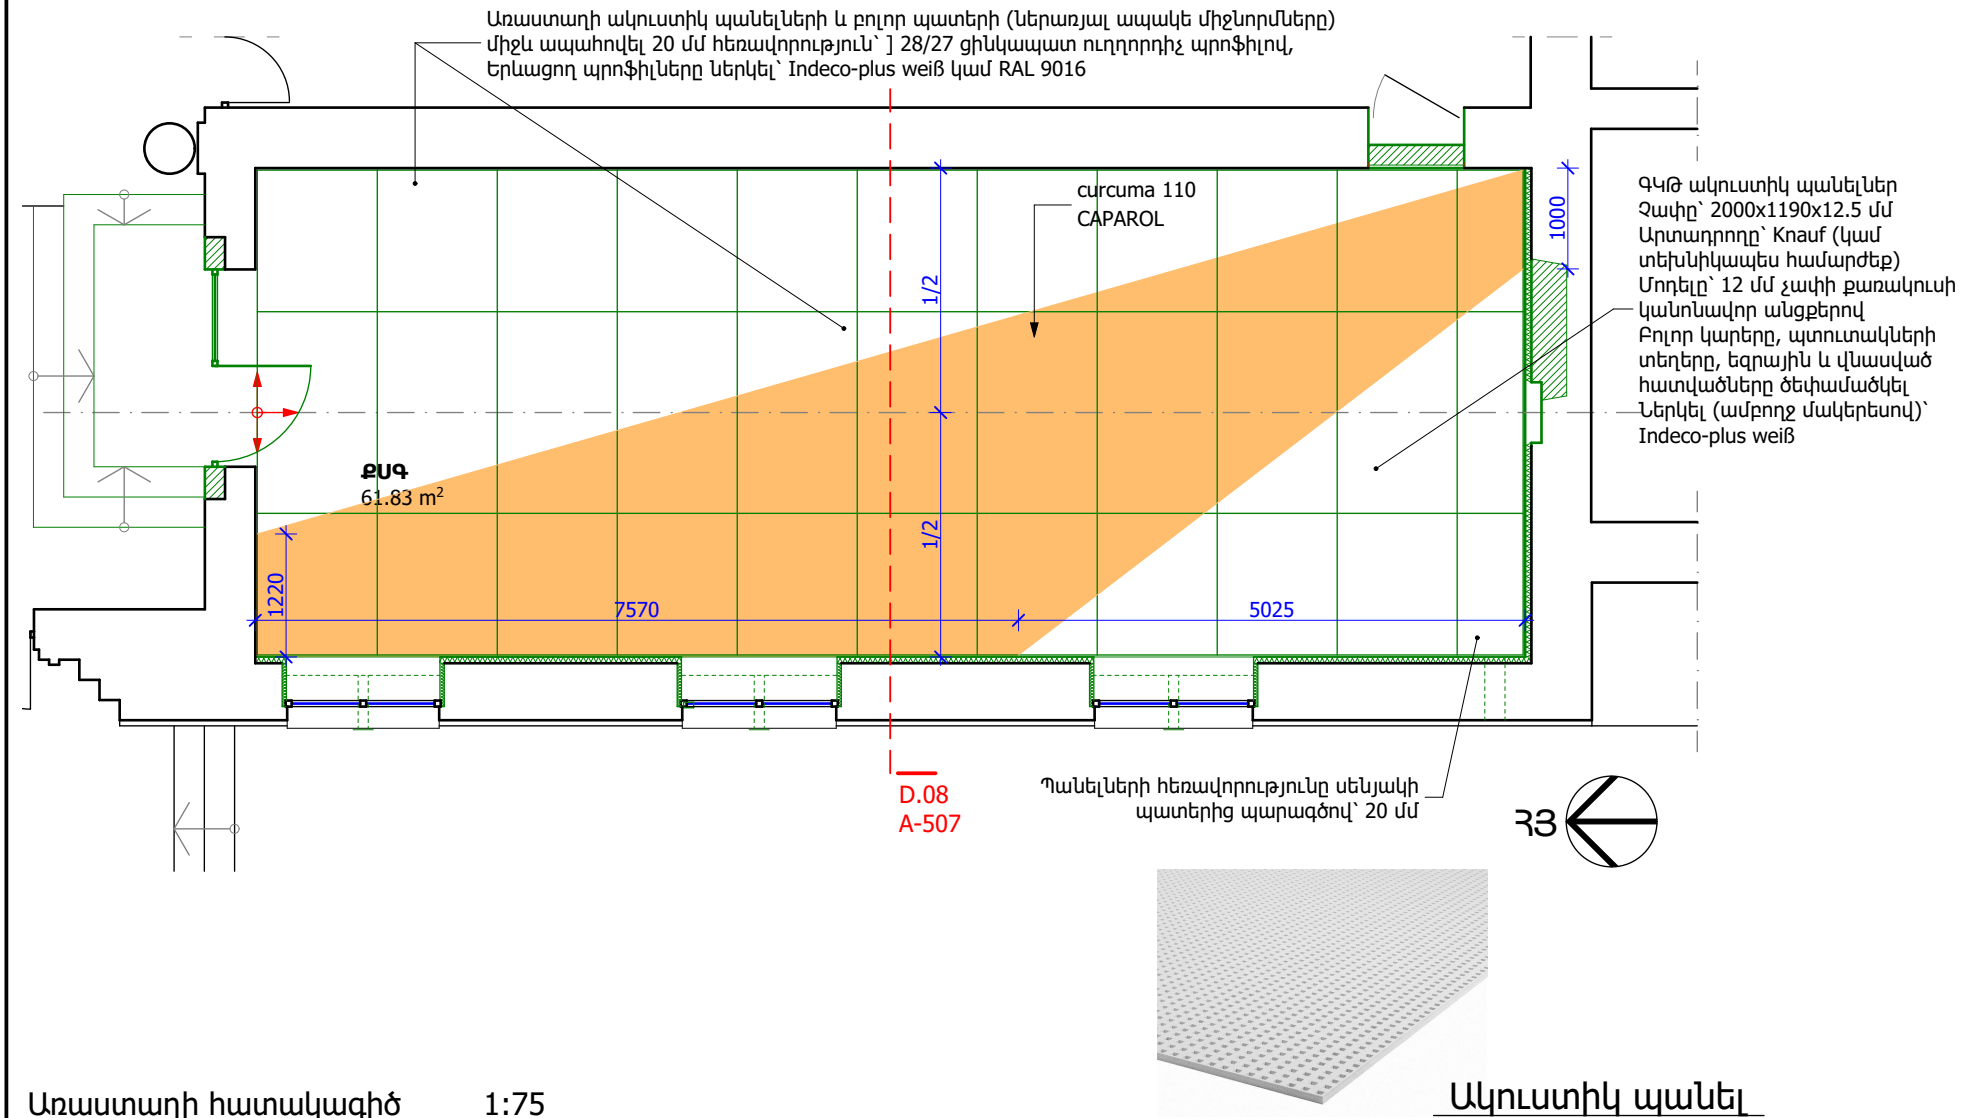 Առաստաղի ակուստիկ պանելների և բոլոր պատերի (ներառյալ ապակե միջնորմները)
միջև ապահովել 20 մմ հեռավորություն՝ ] 28/27 ցինկապատ ուղղորդիչ պրոֆիլով,
Երևացող պրոֆիլները ներկել՝ Indeco-plus weiß կամ RAL 9016
curcuma 110
CAPAROL
1000
ԳԿԹ ակուստիկ պանելներ
Չափը՝ 2000x1190x12.5 մմ
Արտադրողը՝ Knauf (կամ
տեխնիկապես համարժեք)
Մոդելը՝ 12 մմ չափի քառակուսի
կանոնավոր անցքերով
Բոլոր կարերը, պտուտակների
տեղերը, եզրային և վնասված
հատվածները ծեփամածկել
Ներկել (ամբողջ մակերեսով)՝
Indeco-plus weiß
1/2
ՔՍԳ
61.83 m²
1/2
1220
7570
5025
D.08
A-507
Պանելների հեռավորությունը սենյակի
պատերից պարագծով՝ 20 մմ
ՀՅ
Առաստաղի հատակագիծ 1:75
Ակուստիկ պանել